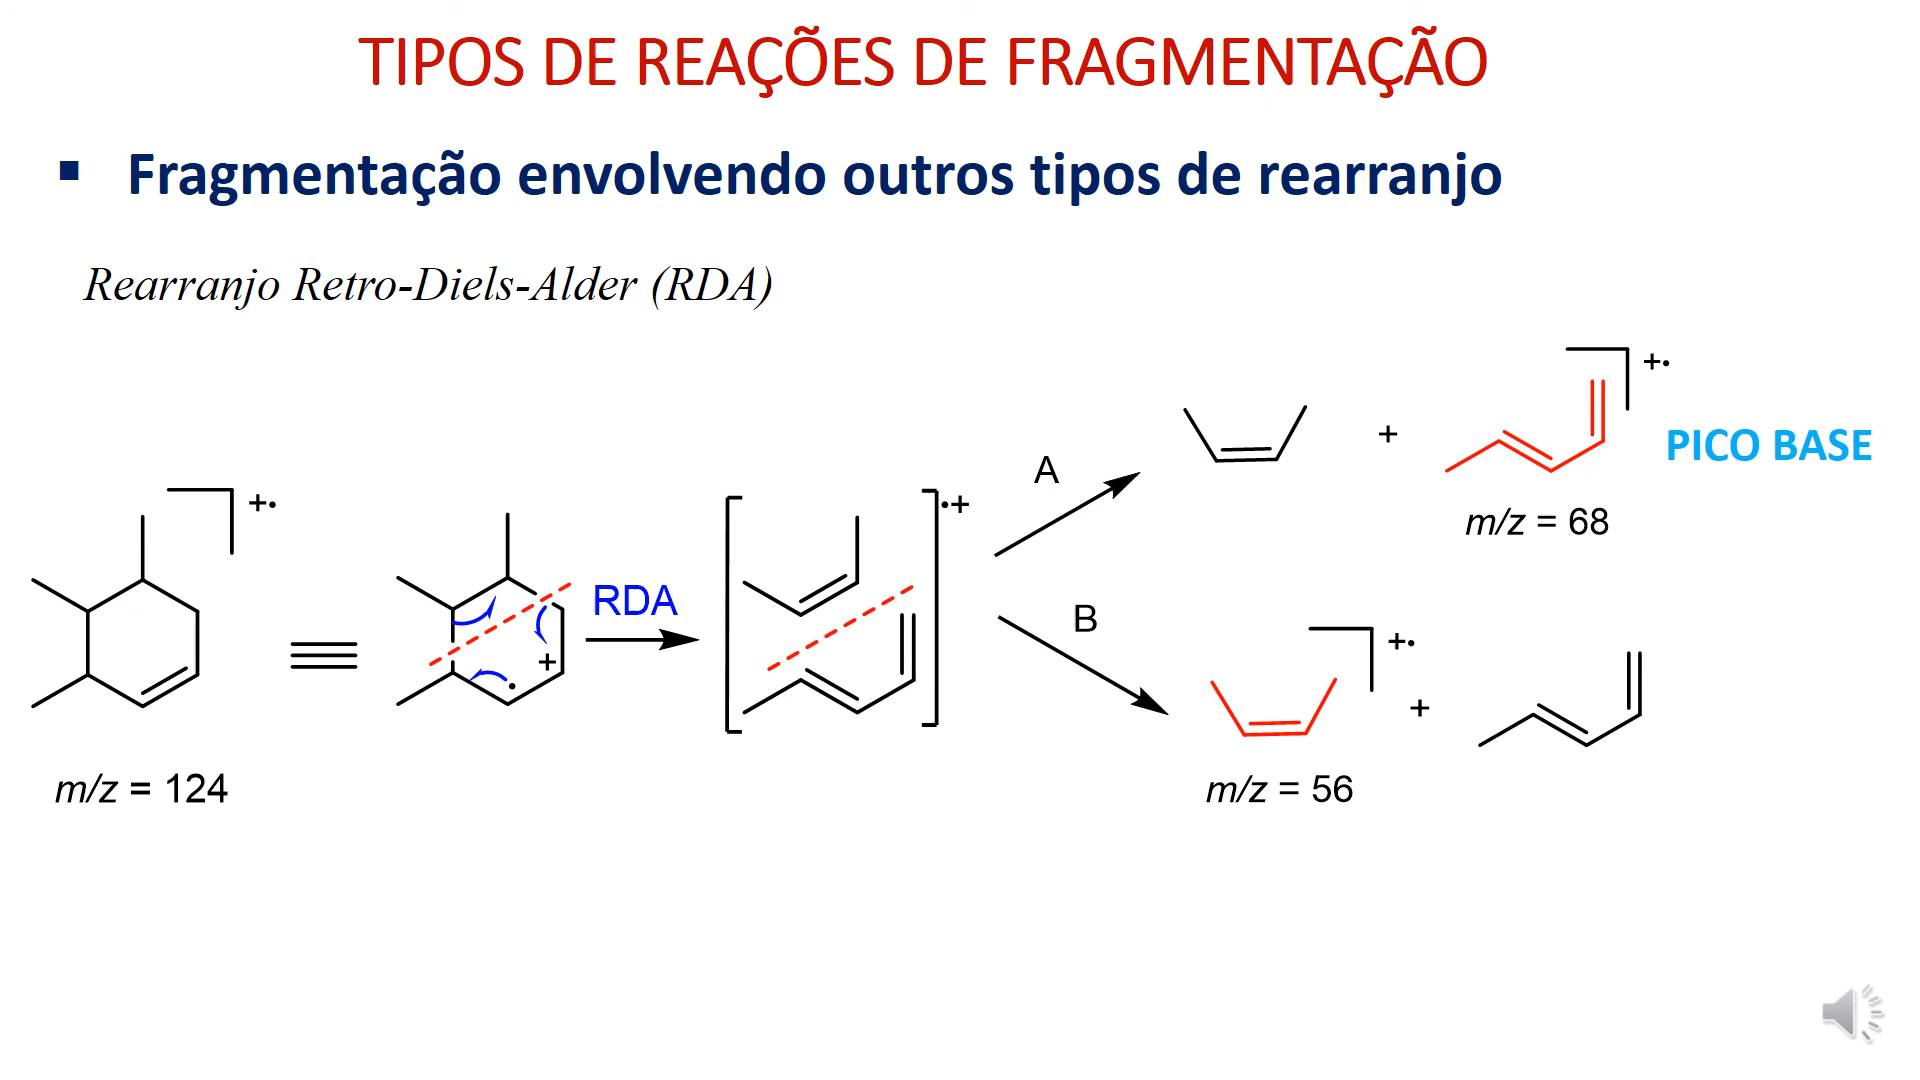 TIPOS DE REAÇÕES DE FRAGMENTAÇÃO
▪ Fragmentação envolvendo outros tipos de rearranjo
Rearranjo Retro-Diels-Alder (RDA)
+•
m/z = 124
+
•
RDA
•+
A
+
+•
PICO BASE
m/z = 68
B
+•
+
m/z = 56